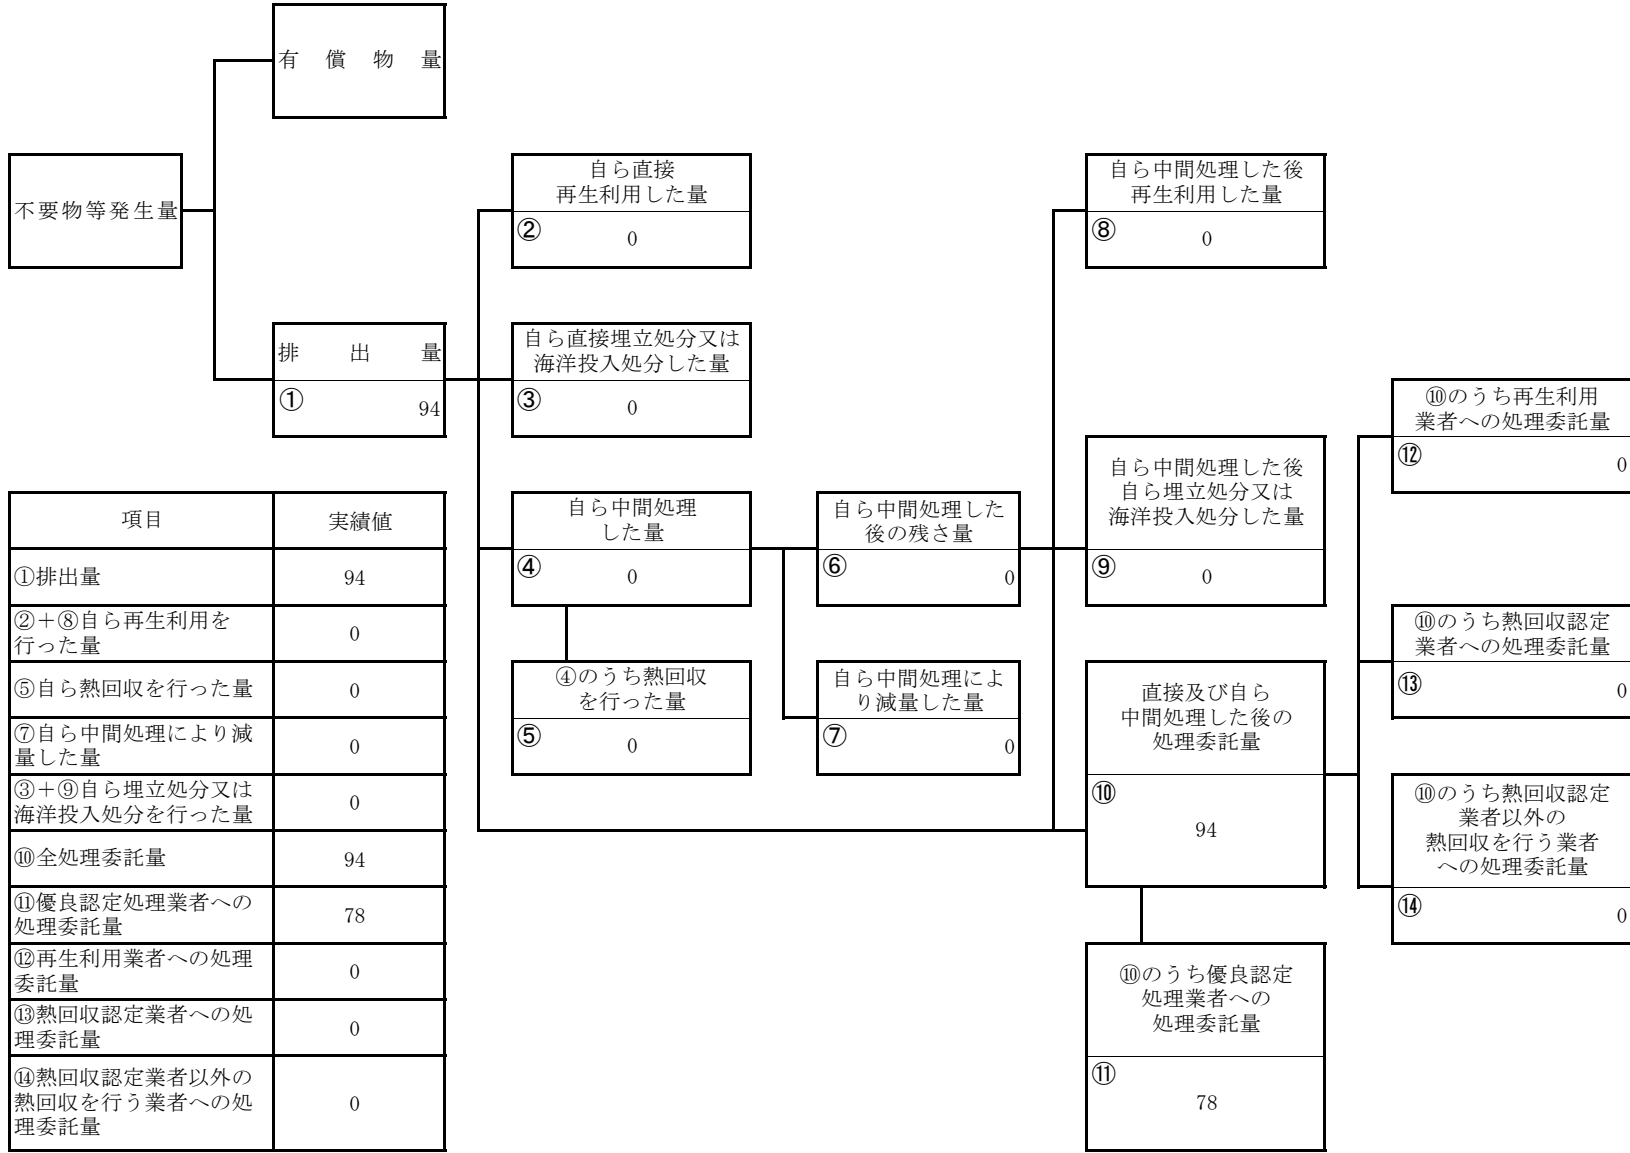 有償物量
不要物等発生量
排出量
① 94
自ら直接
再生利用した量
② 0
自ら直接埋立処分又は
海洋投入処分した量
③ 0
自ら中間処理
した量
④ 0
④のうち熱回収
を行った量
⑤ 0
自ら中間処理した
後の残さ量
⑥ 0
自ら中間処理によ
り減量した量
⑦ 0
自ら中間処理した後
再生利用した量
⑧ 0
自ら中間処理した後
自ら埋立処分又は
海洋投入処分した量
⑨ 0
直接及び自ら
中間処理した後の
処理委託量
⑩
94
⑩のうち優良認定
処理業者への
処理委託量
⑪
78
⑩のうち再生利用
業者への処理委託量
⑫ 0
⑩のうち熱回収認定
業者への処理委託量
⑬ 0
⑩のうち熱回収認定
業者以外の
熱回収を行う業者
への処理委託量
⑭ 0
項目 実績値
①排出量 94
②+⑧自ら再生利用を
行った量 0
⑤自ら熱回収を行った量 0
⑦自ら中間処理により減
量した量 0
③+⑨自ら埋立処分又は
海洋投入処分を行った量 0
⑩全処理委託量 94
⑪優良認定処理業者への
処理委託量 78
⑫再生利用業者への処理
委託量 0
⑬熱回収認定業者への処
理委託量 0
⑭熱回収認定業者以外の
熱回収を行う業者への処
理委託量 0